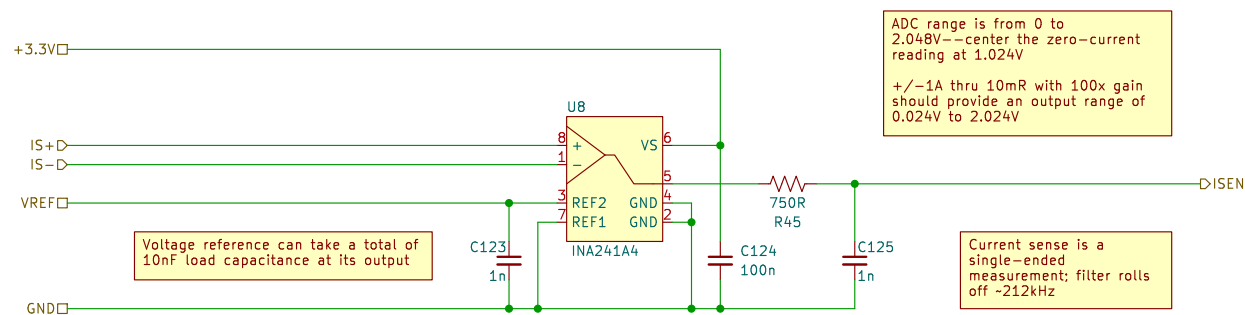 ADC range is from 0 to
2.048V--center the zero-current
reading at 1.024V
+/-1A thru 10mR with 100x gain
should provide an output range of
0.024V to 2.024V
+3.3V
U8
IS+
8
+
VS
6
IS-
1
-
5
ISEN
VREF
3
REF2
GND
4
7
REF1
GND
2
750R
R45
INA241A4
Voltage reference can take a total of
10nF load capacitance at its output
C123
1n
C124
100n
C125
1n
Current sense is a
single-ended
measurement; filter rolls
off ~212kHz
GND